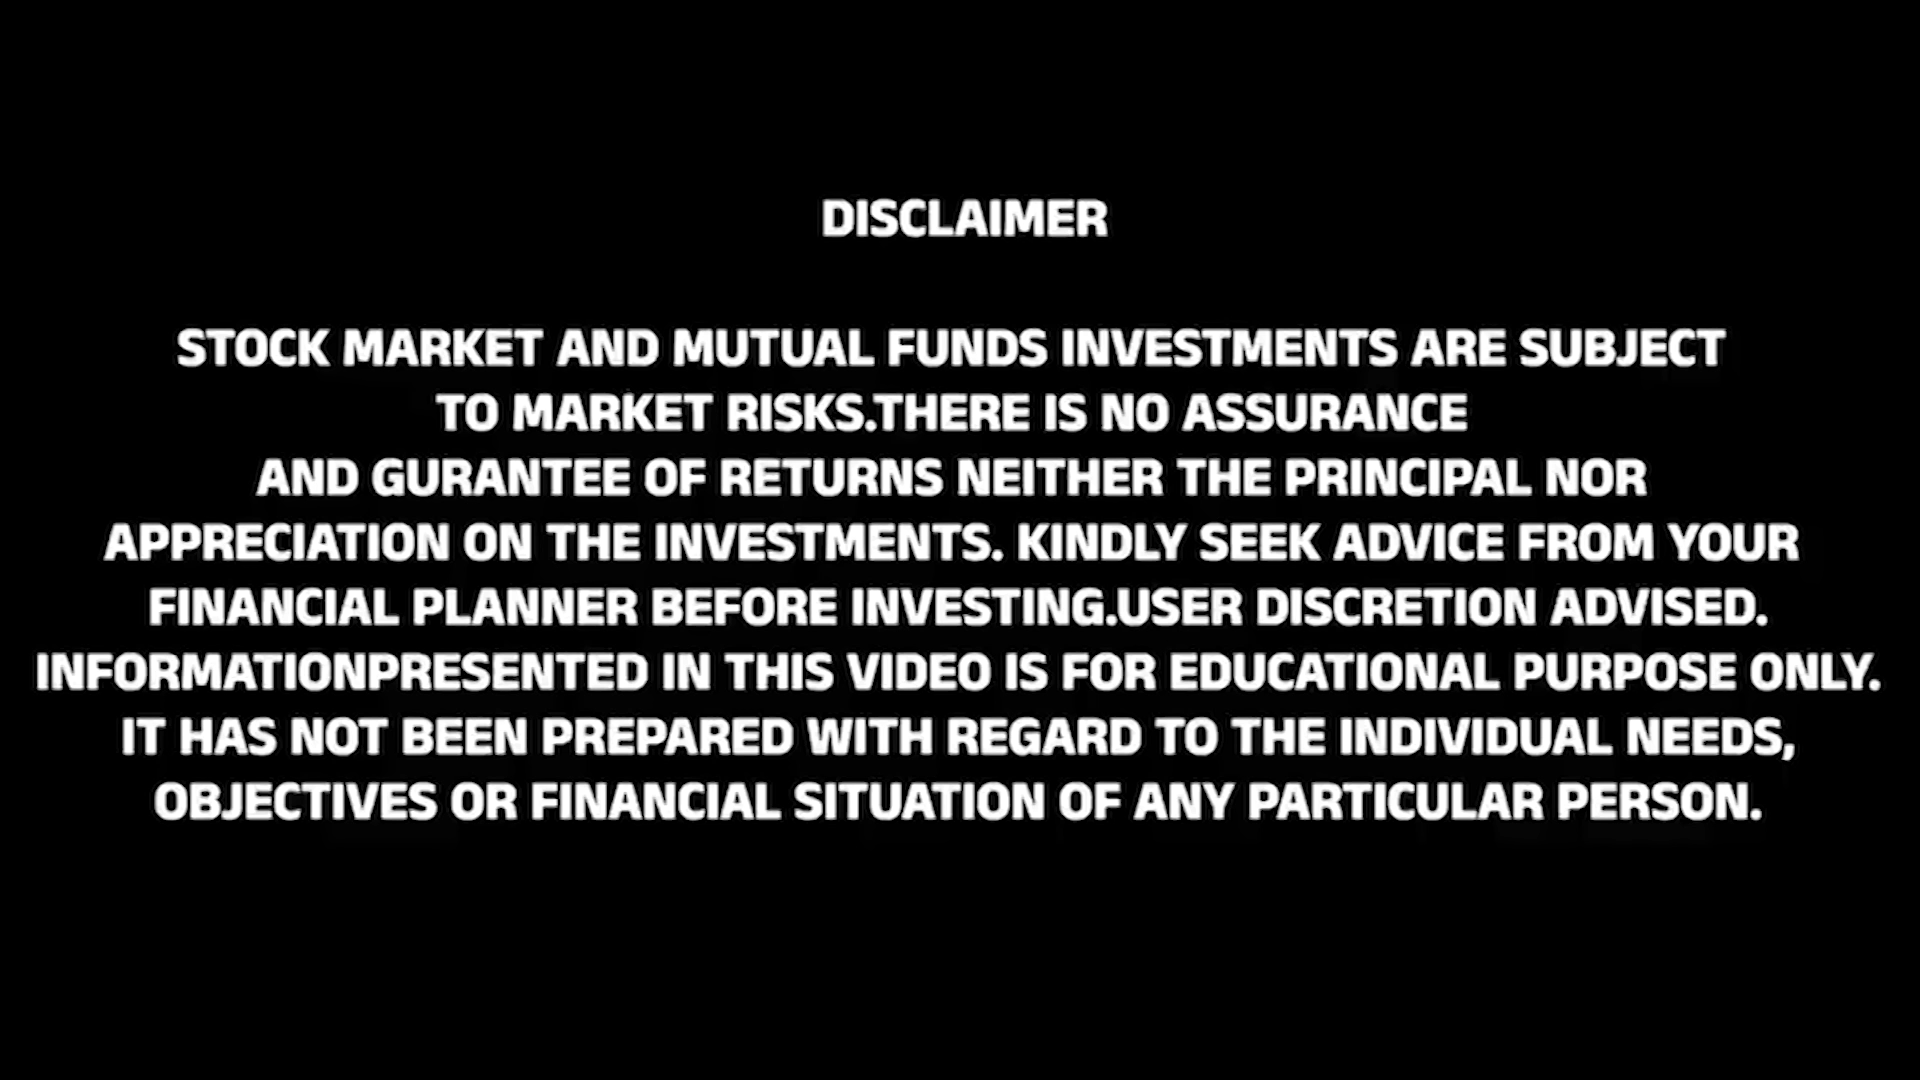 DISCLAIMER
STOCK MARKET AND MUTUAL FUNDS INVESTMENTS ARE SUBJECT
TO MARKET RISKS.THERE IS NO ASSURANCE
AND GURANTEE OF RETURNS NEITHER THE PRINCIPAL NOR
APPRECIATION ON THE INVESTMENTS. KINDLY SEEK ADVICE FROM YOUR
FINANCIAL PLANNER BEFORE INVESTING.USER DISCRETION ADVISED.
INFORMATIONPRESENTED IN THIS VIDEO IS FOR EDUCATIONAL PURPOSE ONLY.
IT HAS NOT BEEN PREPARED WITH REGARD TO THE INDIVIDUAL NEEDS,
OBJECTIVES OR FINANCIAL SITUATION OF ANY PARTICULAR PERSON.